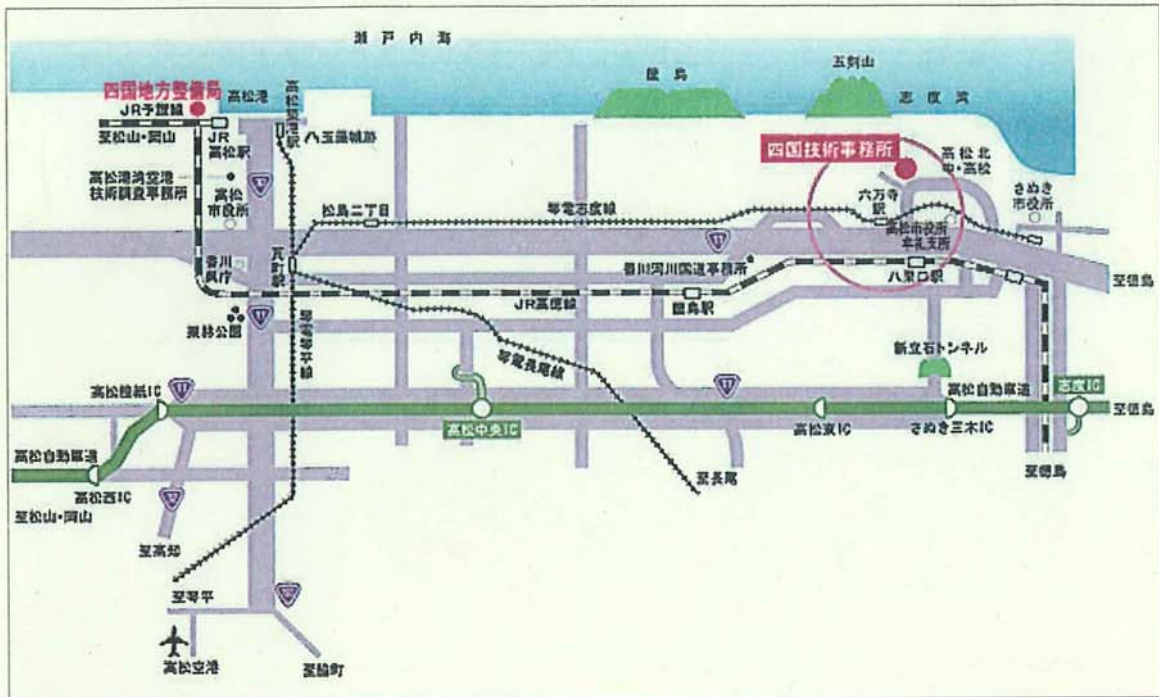 瀬戸内海
五剣山
屋島
四国地方整備局
高松港
志度湾
JR予讃線
高松築港駅
至松山・岡山
JR
高松駅
玉藻城跡
四国技術事務所
高松北
中・高松
高松港湾空港
技術調査事務所
高松
市役所
30
松島二丁目
琴電志度線
六万寺
駅
さぬき
市役所
高松市役所
牟礼支所
11
香川
県庁
瓦町駅
香川河川国道事務所
八栗口駅
至徳島
JR高徳線
屋島駅
栗林公園
11
琴電琴平線
琴電長尾線
新立石トンネル
高松檀紙IC
11
11
高松自動車道
志度IC
至徳島
高松中央IC
高松東IC
さぬき三木IC
高松自動車道
高松西IC
至長尾
至徳島
至松山・岡山
32
至高知
至琴平
193
高松空港
至脇町